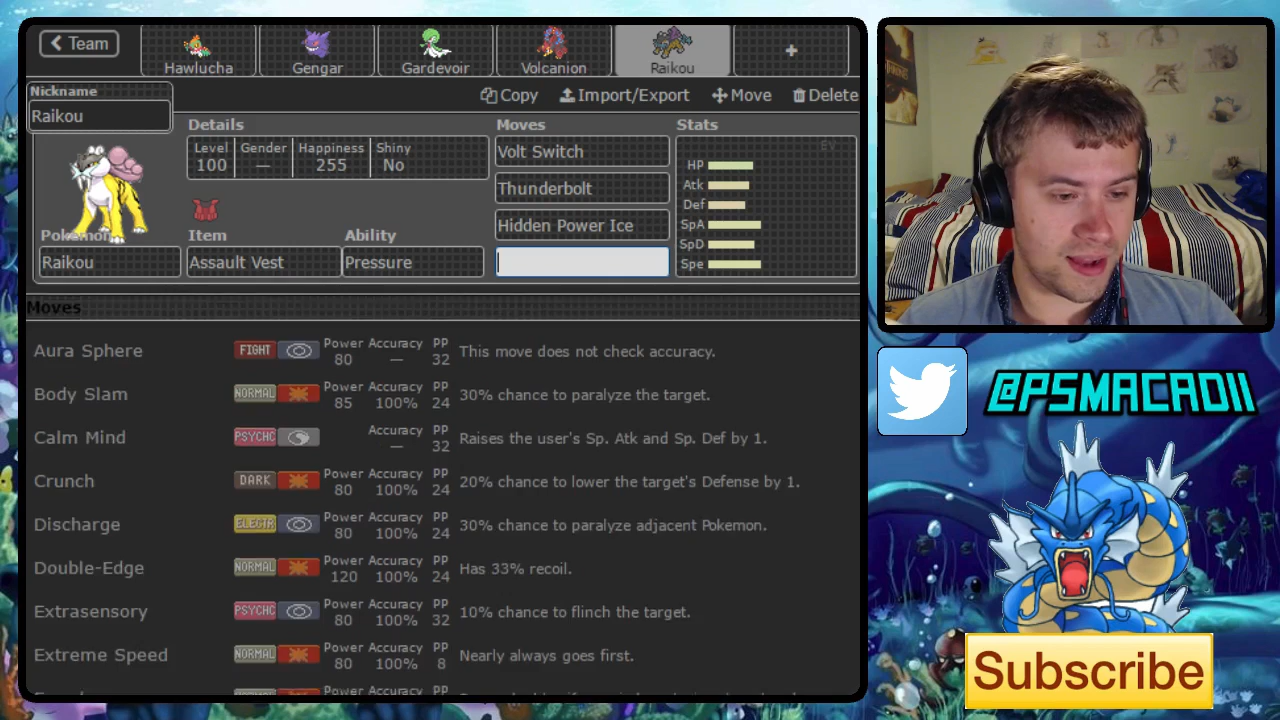 Team
Hawlucha
Gengar
Gardevoir
Volcanion
Raikou
+
Copy Import/Export Move Delete
Nickname
Raikou
Details
Level Gender Happiness Shiny
100 — 255 No
Pokemon Item Ability
Raikou Assault Vest Pressure
Moves
Volt Switch
Thunderbolt
Hidden Power Ice
Stats
EV
HP
Atk
Def
SpA
SpD
Spe
Moves
Aura Sphere FIGHT Power 80 Accuracy — PP 32 This move does not check accuracy.
Body Slam NORMAL Power 85 Accuracy 100% PP 24 30% chance to paralyze the target.
Calm Mind PSYCHC Accuracy — PP 32 Raises the user's Sp. Atk and Sp. Def by 1.
Crunch DARK Power 80 Accuracy 100% PP 24 20% chance to lower the target's Defense by 1.
Discharge ELECTR Power 80 Accuracy 100% PP 24 30% chance to paralyze adjacent Pokemon.
Double-Edge NORMAL Power 120 Accuracy 100% PP 24 Has 33% recoil.
Extrasensory PSYCHC Power 80 Accuracy 100% PP 32 10% chance to flinch the target.
Extreme Speed NORMAL Power 80 Accuracy 100% PP 8 Nearly always goes first.
Power Accuracy PP
@PSMACADII
Subscribe